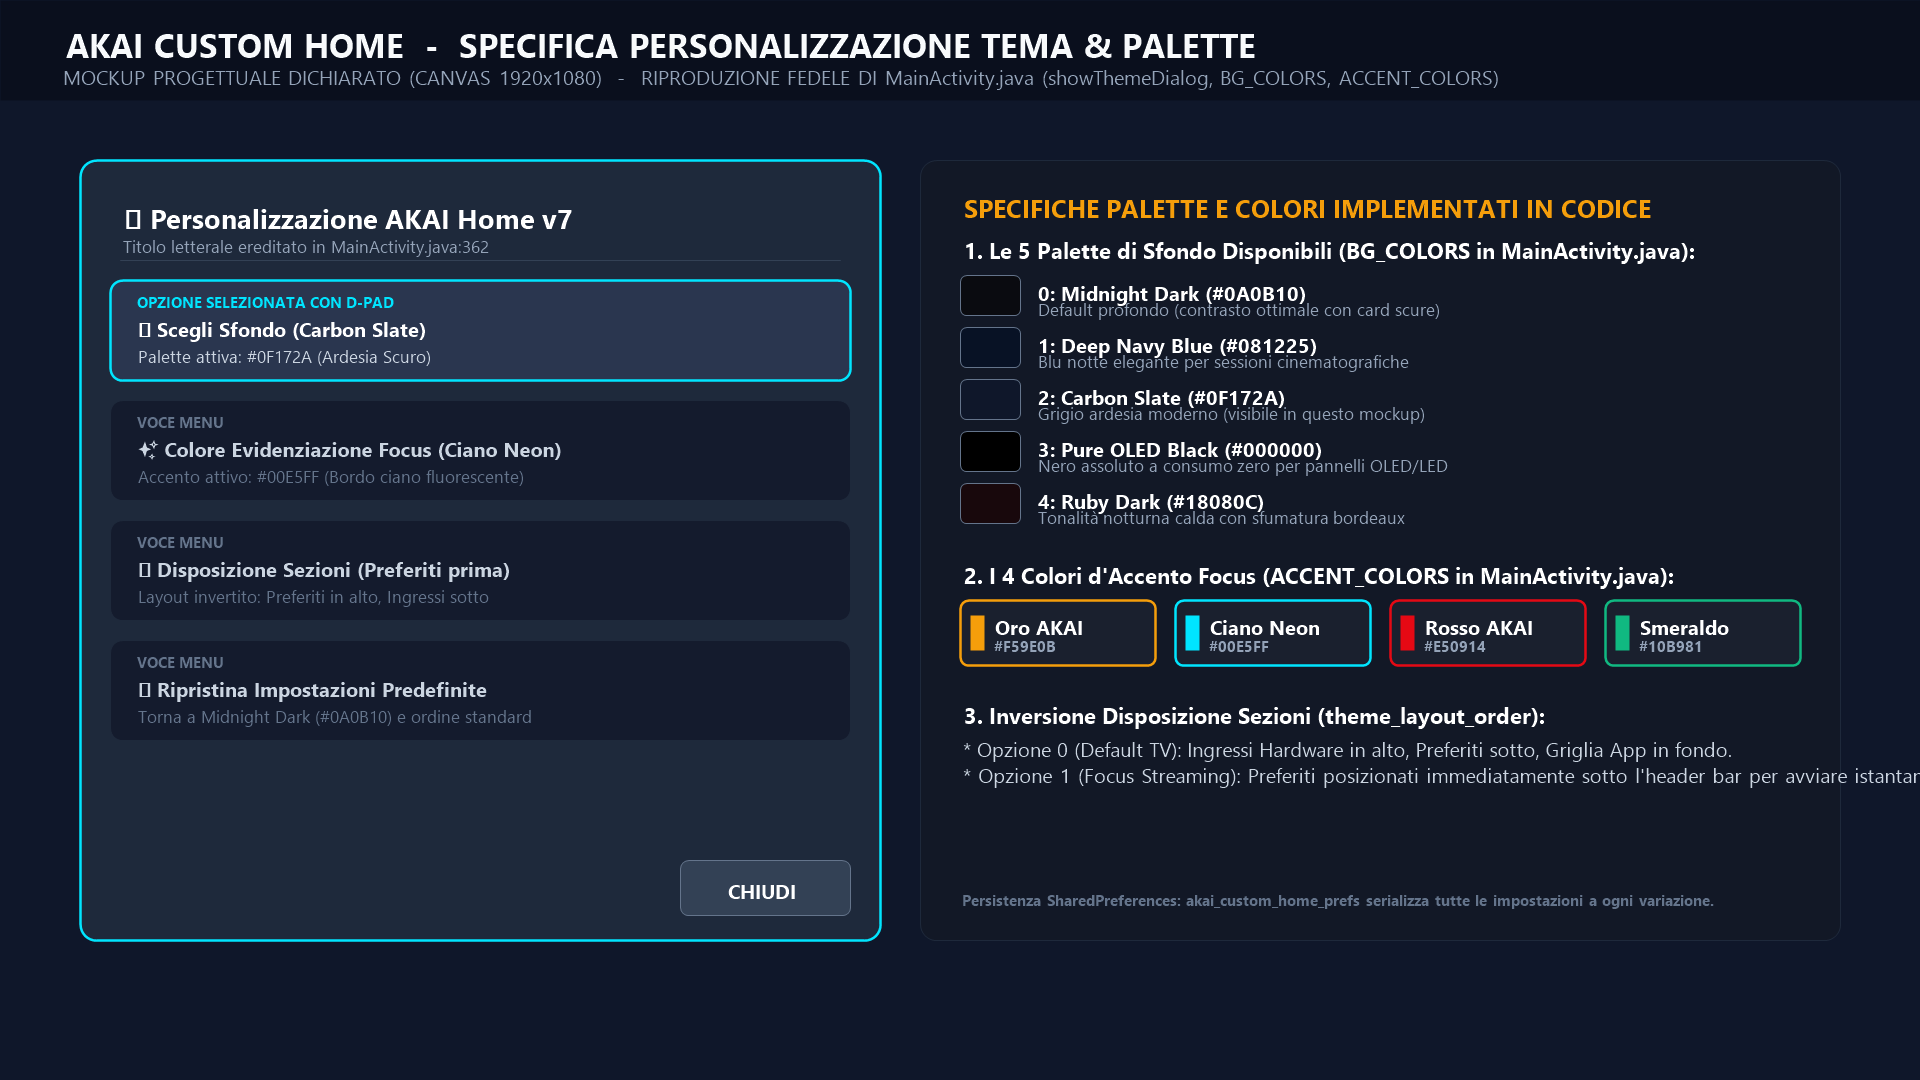 AKAI CUSTOM HOME - SPECIFICA PERSONALIZZAZIONE TEMA & PALETTE
MOCKUP PROGETTUALE DICHIARATO (CANVAS 1920x1080) - RIPRODUZIONE FEDELE DI MainActivity.java (showThemeDialog, BG_COLORS, ACCENT_COLORS)
Personalizzazione AKAI Home v7
Titolo letterale ereditato in MainActivity.java:362
OPZIONE SELEZIONATA CON D-PAD
Scegli Sfondo (Carbon Slate)
Palette attiva: #0F172A (Ardesia Scuro)
VOCE MENU
✨ Colore Evidenziazione Focus (Ciano Neon)
Accento attivo: #00E5FF (Bordo ciano fluorescente)
VOCE MENU
Disposizione Sezioni (Preferiti prima)
Layout invertito: Preferiti in alto, Ingressi sotto
VOCE MENU
Ripristina Impostazioni Predefinite
Torna a Midnight Dark (#0A0B10) e ordine standard
CHIUDI
SPECIFICHE PALETTE E COLORI IMPLEMENTATI IN CODICE
1. Le 5 Palette di Sfondo Disponibili (BG_COLORS in MainActivity.java):
0: Midnight Dark (#0A0B10)
Default profondo (contrasto ottimale con card scure)
1: Deep Navy Blue (#081225)
Blu notte elegante per sessioni cinematografiche
2: Carbon Slate (#0F172A)
Grigio ardesia moderno (visibile in questo mockup)
3: Pure OLED Black (#000000)
Nero assoluto a consumo zero per pannelli OLED/LED
4: Ruby Dark (#18080C)
Tonalità notturna calda con sfumatura bordeaux
2. I 4 Colori d'Accento Focus (ACCENT_COLORS in MainActivity.java):
Oro AKAI
#F59E0B
Ciano Neon
#00E5FF
Rosso AKAI
#E50914
Smeraldo
#10B981
3. Inversione Disposizione Sezioni (theme_layout_order):
* Opzione 0 (Default TV): Ingressi Hardware in alto, Preferiti sotto, Griglia App in fondo.
* Opzione 1 (Focus Streaming): Preferiti posizionati immediatamente sotto l'header bar per avviare
Persistenza SharedPreferences: akai_custom_home_prefs serializza tutte le impostazioni a ogni variazione.